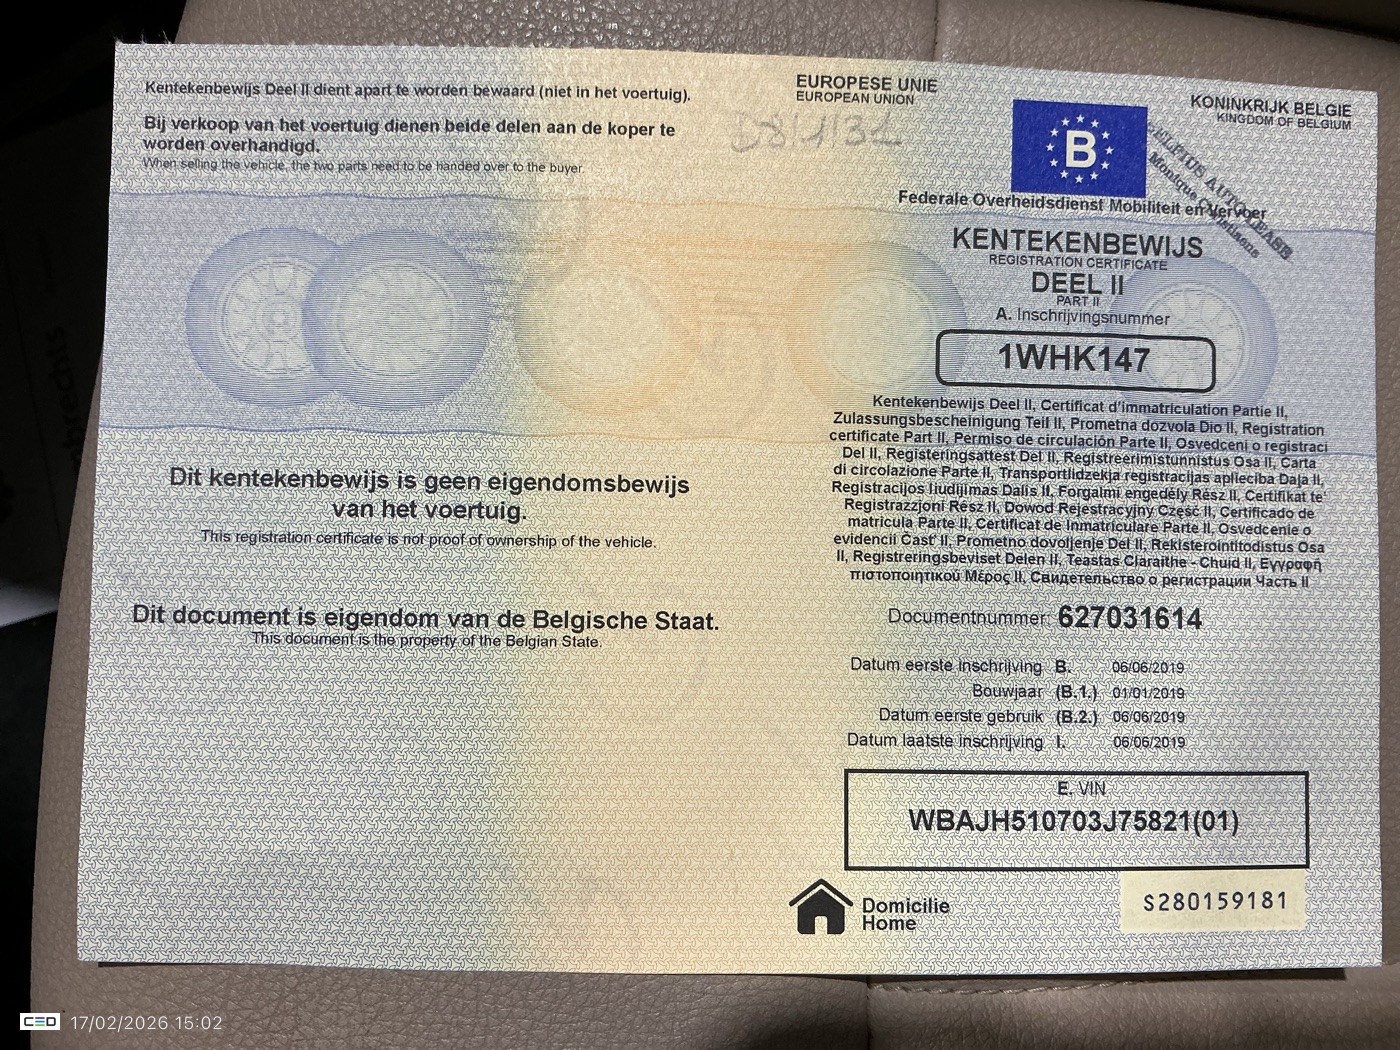 Kentekenbewijs Deel II dient apart te worden bewaard (niet in het voertuig).
Bij verkoop van het voertuig dienen beide delen aan de koper te
worden overhandigd.
When selling the vehicle, the two parts need to be handed over to the buyer.
Dit kentekenbewijs is geen eigendomsbewijs
van het voertuig.
This registration certificate is not proof of ownership of the vehicle.
Dit document is eigendom van de Belgische Staat.
This document is the property of the Belgian State.
EUROPESE UNIE
EUROPEAN UNION
B
KONINKRIJK BELGIE
KINGDOM OF BELGIUM
AUTOLEASE
Monique
Federale Overheidsdienst Mobiliteit en Vervoer
KENTEKENBEWIJS
REGISTRATION CERTIFICATE
DEEL II
PART II
A. Inschrijvingsnummer
1WHK147
Kentekenbewijs Deel II, Certificat d'immatriculation Partie II,
Zulassungsbescheinigung Teil II, Prometna dozvola Dio II, Registration
certificate Part II, Permiso de circulación Parte II, Osvedceni o registraci
Del II, Registeringsattest Del II, Registreerimistunnistus Osa II, Carta
di circolazione Parte II, Transportlidzekja registracijas aplieciba Daja II,
Registracijos liudijimas Dalis II, Forgalmi engedély Rész II, Certifikat te'
Registrazzjoni Rész II, Dowód Rejestracyjny Część II, Certificado de
matricula Parte II, Certificat de Inmatriculare Parte II, Osvedcenie o
evidencii Časť II, Prometno dovoljenje Del II, Rekisterointitodistus Osa
II, Registreringsbeviset Delen II, Teastas Claraithe - Chuid II, Εγγραφή
πιστοποιητικού Μέρος II, Свидетельство о регистрации Часть II
Documentnummer: 627031614
Datum eerste inschrijving B. 06/06/2019
Bouwjaar (B.1.) 01/01/2019
Datum eerste gebruik (B.2.) 06/06/2019
Datum laatste inschrijving I. 06/06/2019
E. VIN
WBAJH510703J75821(01)
Domicilie
Home
S280159181
CED 17/02/2026 15:02